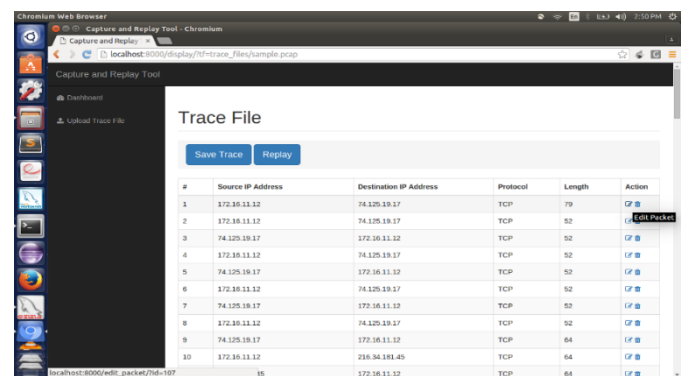 Chromium Web Browser
2:50 PM
Capture and Replay Tool - Chromium
Capture and Replay
localhost:8000/display/?tf=trace_files/sample.pcap
Capture and Replay Tool
Dashboard
Upload Trace File
Trace File
Save Trace Replay
# Source IP Address Destination IP Address Protocol Length Action
1 172.16.11.12 74.125.19.17 TCP 79
Edit Packet
2 172.16.11.12 74.125.19.17 TCP 52
3 74.125.19.17 172.16.11.12 TCP 52
4 172.16.11.12 74.125.19.17 TCP 52
5 74.125.19.17 172.16.11.12 TCP 52
6 172.16.11.12 74.125.19.17 TCP 52
7 74.125.19.17 172.16.11.12 TCP 52
8 172.16.11.12 74.125.19.17 TCP 52
9 74.125.19.17 172.16.11.12 TCP 64
10 172.16.11.12 216.34.181.45 TCP 64
localhost:8000/edit_packet/?id=107 172.16.11.12 TCP 64